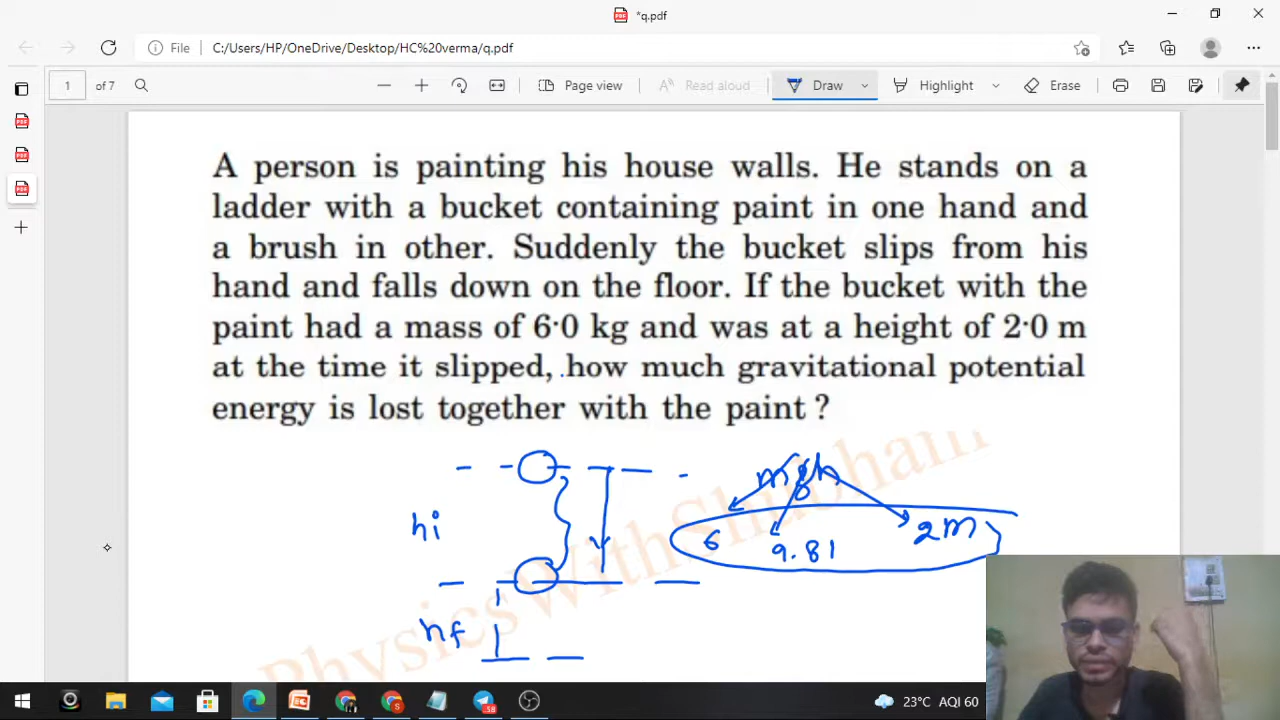 *q.pdf
File C:/Users/HP/OneDrive/Desktop/HC%20verma/q.pdf
1 of 7 Page view Read aloud Draw Highlight Erase
A person is painting his house walls. He stands on a
ladder with a bucket containing paint in one hand and
a brush in other. Suddenly the bucket slips from his
hand and falls down on the floor. If the bucket with the
paint had a mass of 6·0 kg and was at a height of 2·0 m
at the time it slipped, .how much gravitational potential
energy is lost together with the paint ?
PhysicsWithShubham
mgh
hi
6 9.81 2m
hf
58
23°C AQI 60